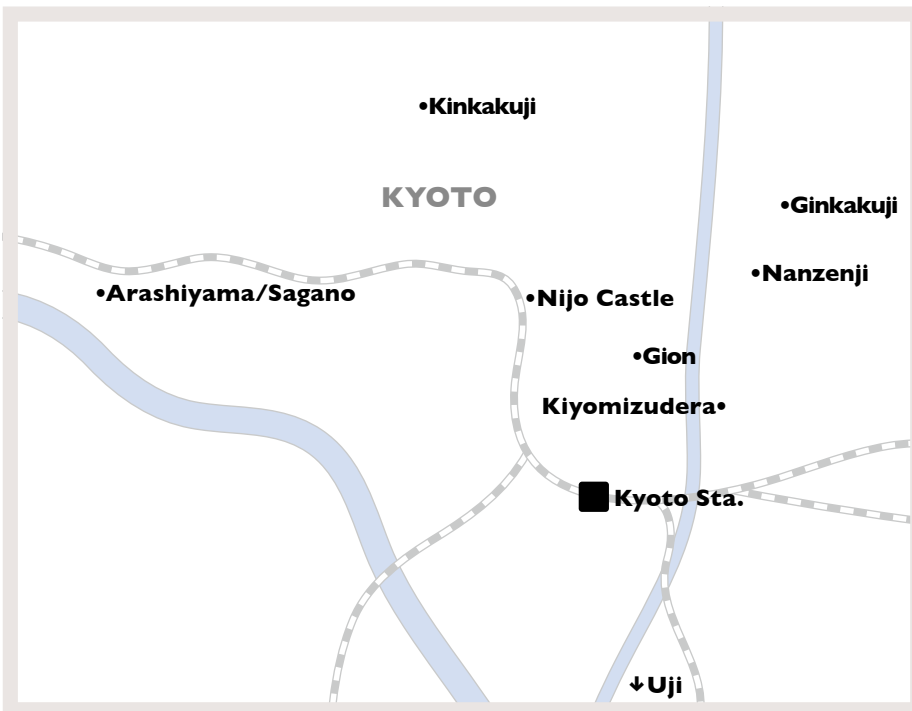 •Kinkakuji
KYOTO
•Ginkakuji
•Nanzenji
•Arashiyama/Sagano
•Nijo Castle
•Gion
Kiyomizudera•
Kyoto Sta.
↓Uji